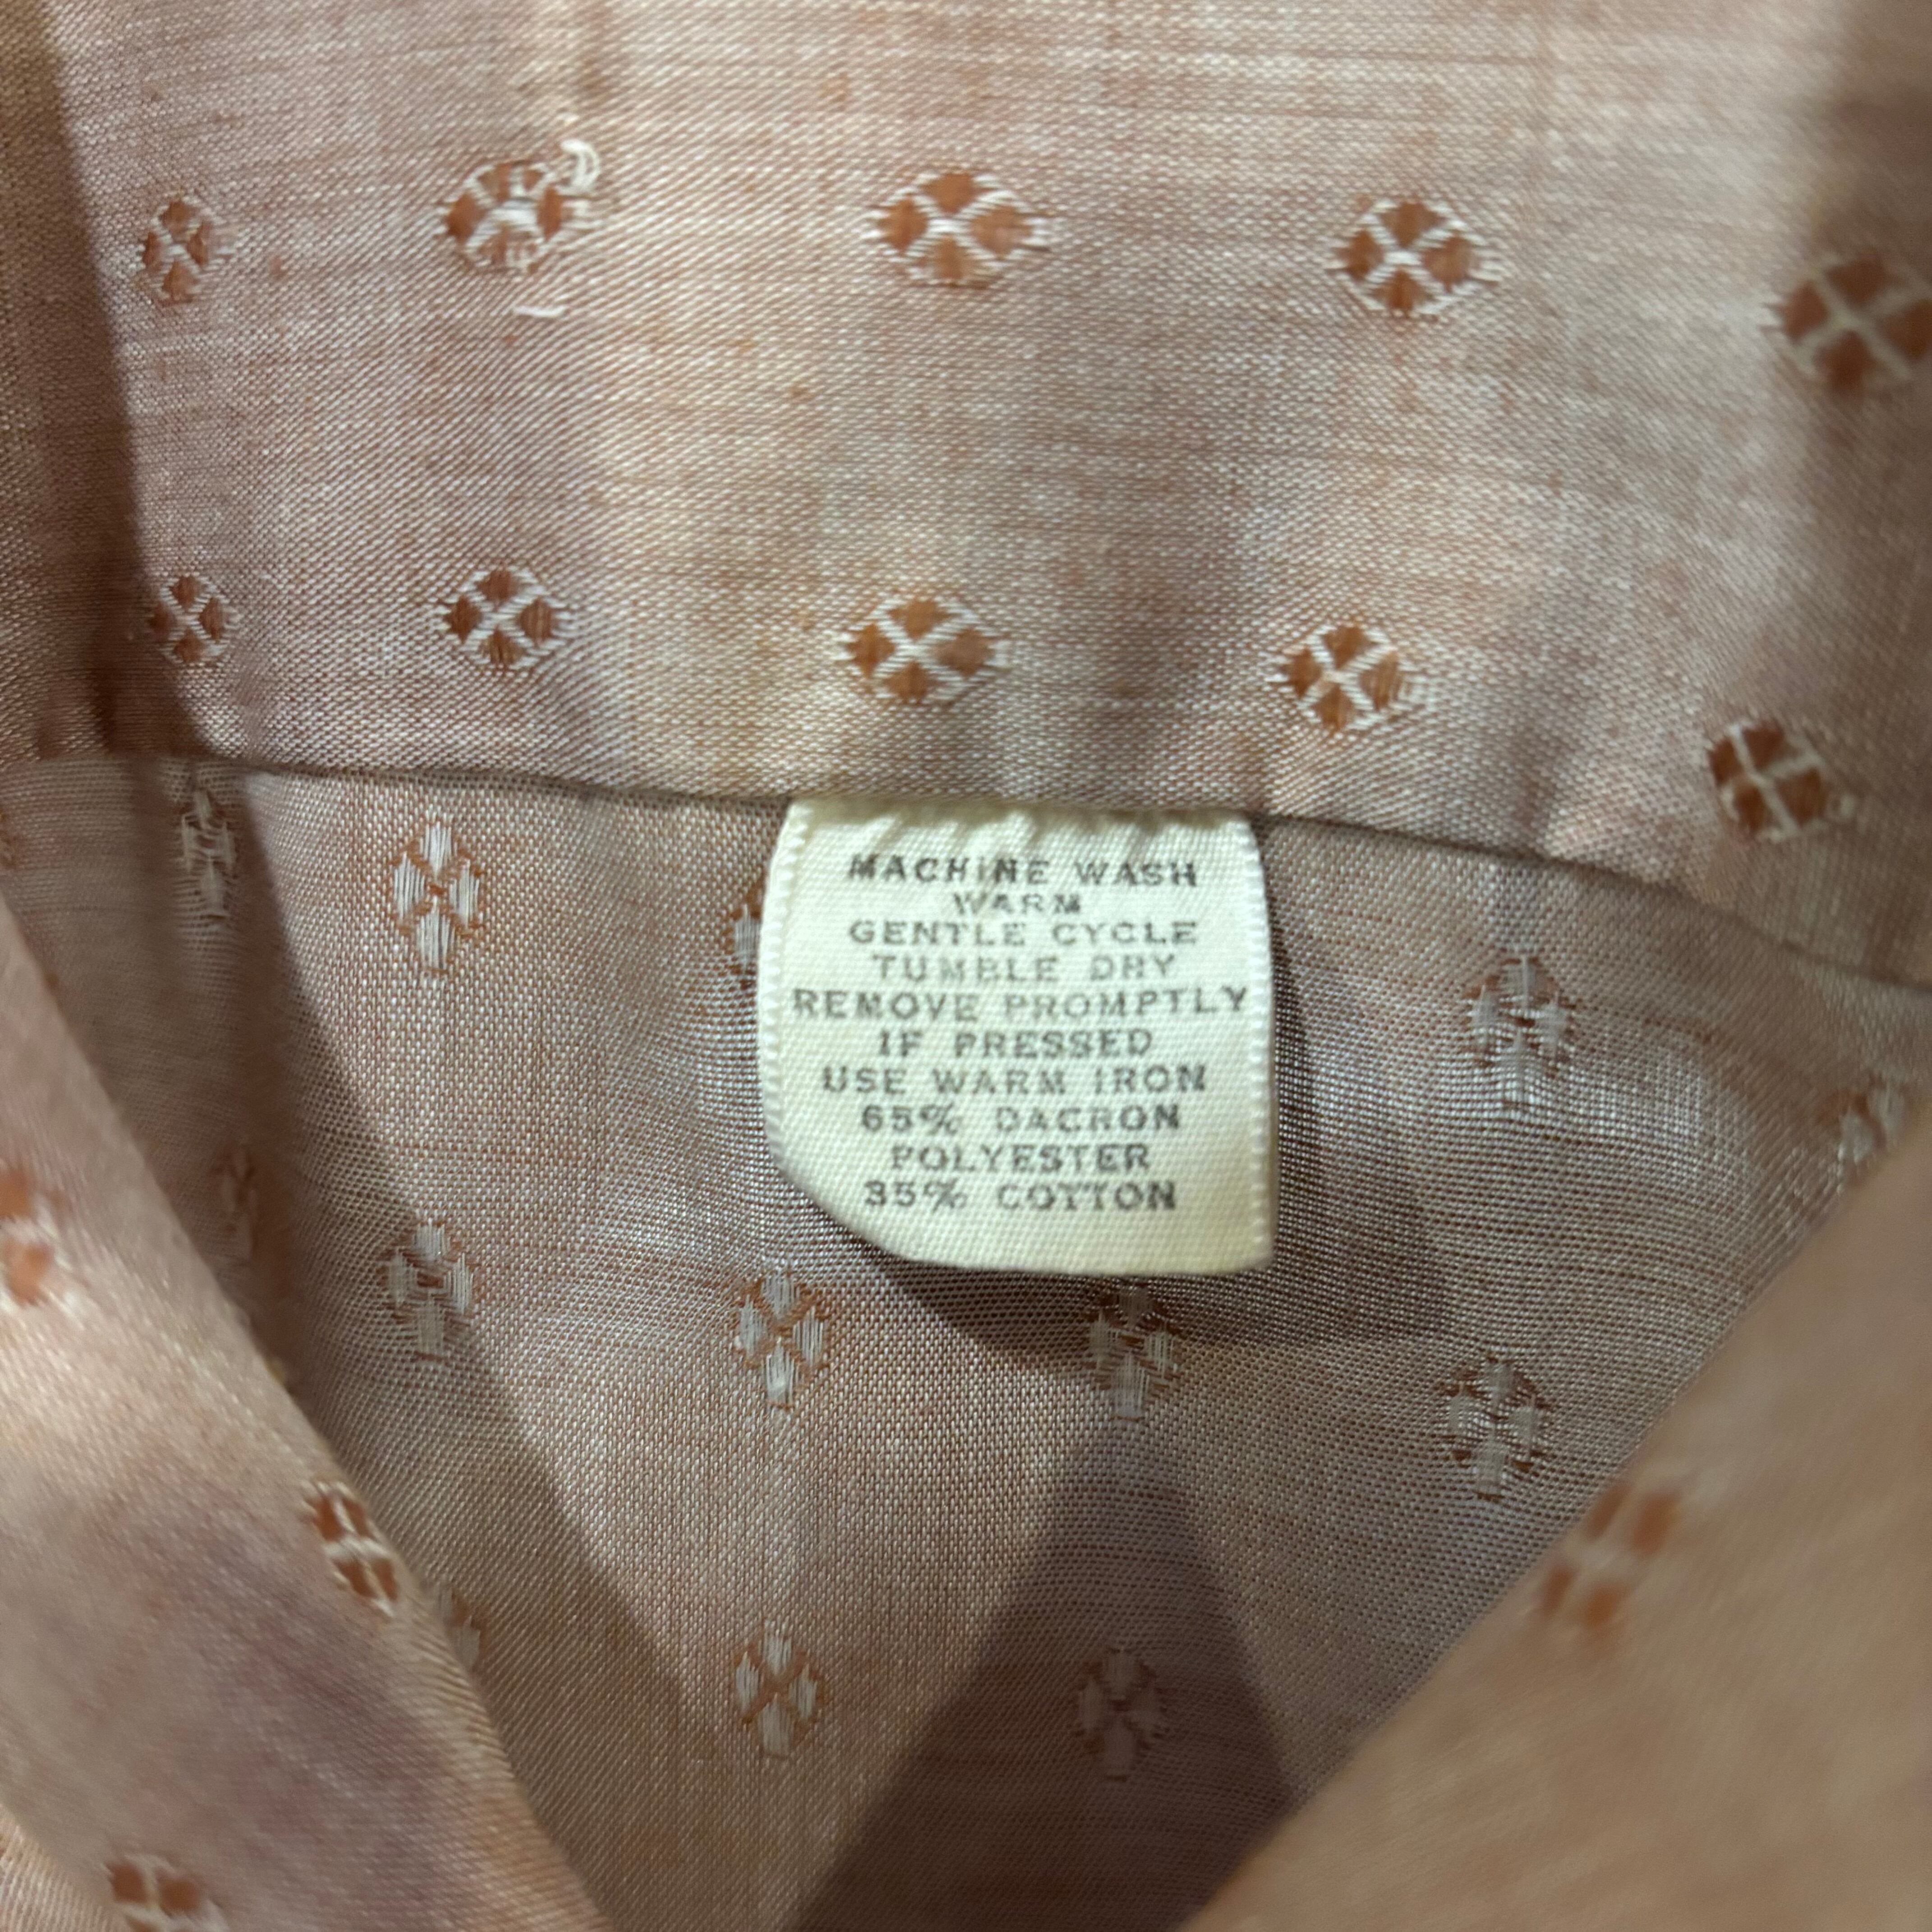 MACHINE WASH
WARM
GENTLE CYCLE
TUMBLE DRY
REMOVE PROMPTLY
IF PRESSED
USE WARM IRON
65% DACRON
POLYESTER
35% COTTON